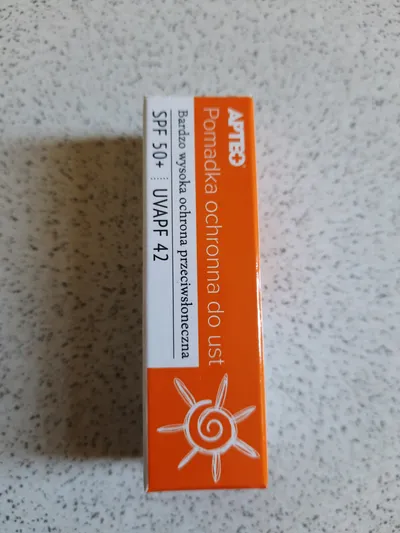 APTEO
Pomadka ochronna do ust
Bardzo wysoka ochrona przeciwsłoneczna
SPF 50+ ⁞ UVAPF 42